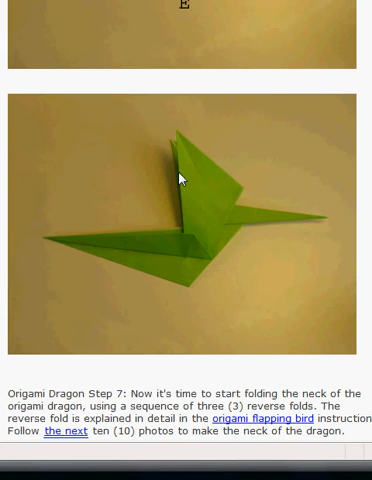 E
Origami Dragon Step 7: Now it's time to start folding the neck of the
origami dragon, using a sequence of three (3) reverse folds. The
reverse fold is explained in detail in the origami flapping bird instruction
Follow the next ten (10) photos to make the neck of the dragon.